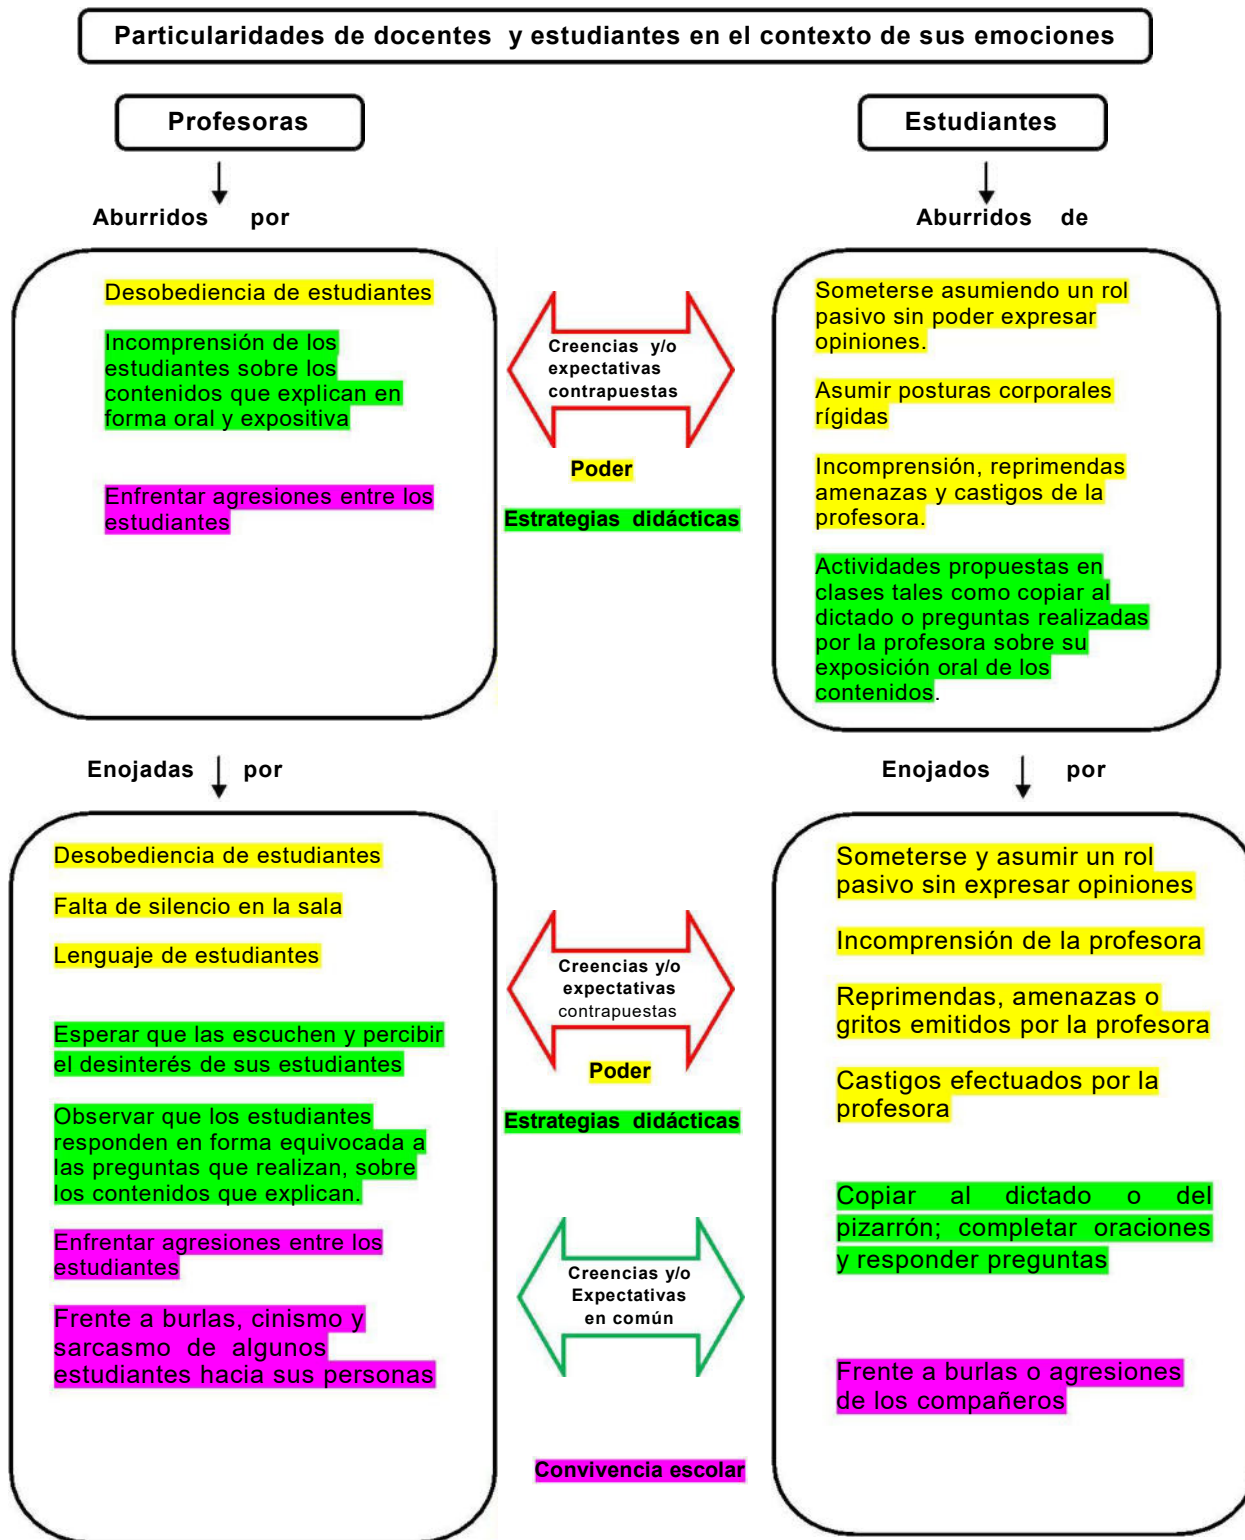 Particularidades de docentes y estudiantes en el contexto de sus emociones
Profesoras
Estudiantes
Aburridos por
Aburridos de
Desobediencia de estudiantes
Incomprensión de los
estudiantes sobre los
contenidos que explican en
forma oral y expositiva
Enfrentar agresiones entre los
estudiantes
Creencias y/o
expectativas
contrapuestas
Poder
Estrategias didácticas
Someterse asumiendo un rol
pasivo sin poder expresar
opiniones.
Asumir posturas corporales
rígidas
Incomprensión, reprimendas
amenazas y castigos de la
profesora.
Actividades propuestas en
clases tales como copiar al
dictado o preguntas realizadas
por la profesora sobre su
exposición oral de los
contenidos.
Enojadas por
Enojados por
Desobediencia de estudiantes
Falta de silencio en la sala
Lenguaje de estudiantes
Esperar que las escuchen y percibir
el desinterés de sus estudiantes
Observar que los estudiantes
responden en forma equivocada a
las preguntas que realizan, sobre
los contenidos que explican.
Enfrentar agresiones entre los
estudiantes
Frente a burlas, cinismo y
sarcasmo de algunos
estudiantes hacia sus personas
Creencias y/o
expectativas
contrapuestas
Poder
Estrategias didácticas
Creencias y/o
Expectativas
en común
Convivencia escolar
Someterse y asumir un rol
pasivo sin expresar opiniones
Incomprensión de la profesora
Reprimendas, amenazas o
gritos emitidos por la profesora
Castigos efectuados por la
profesora
Copiar al dictado o del
pizarrón; completar oraciones
y responder preguntas
Frente a burlas o agresiones
de los compañeros